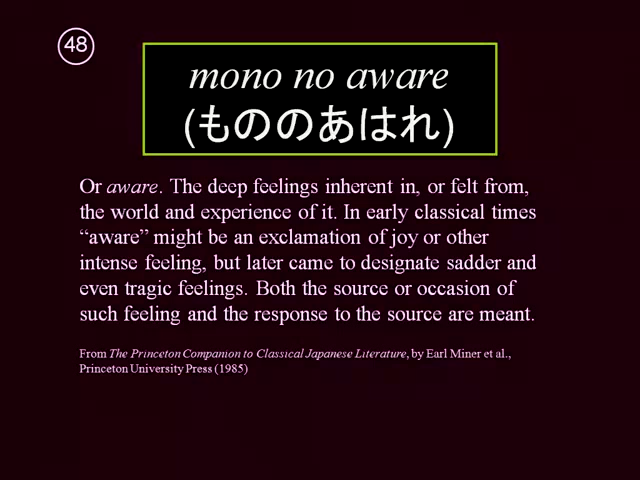 48
mono no aware
(もののあはれ)
Or aware. The deep feelings inherent in, or felt from,
the world and experience of it. In early classical times
“aware” might be an exclamation of joy or other
intense feeling, but later came to designate sadder and
even tragic feelings. Both the source or occasion of
such feeling and the response to the source are meant.
From The Princeton Companion to Classical Japanese Literature, by Earl Miner et al.,
Princeton University Press (1985)